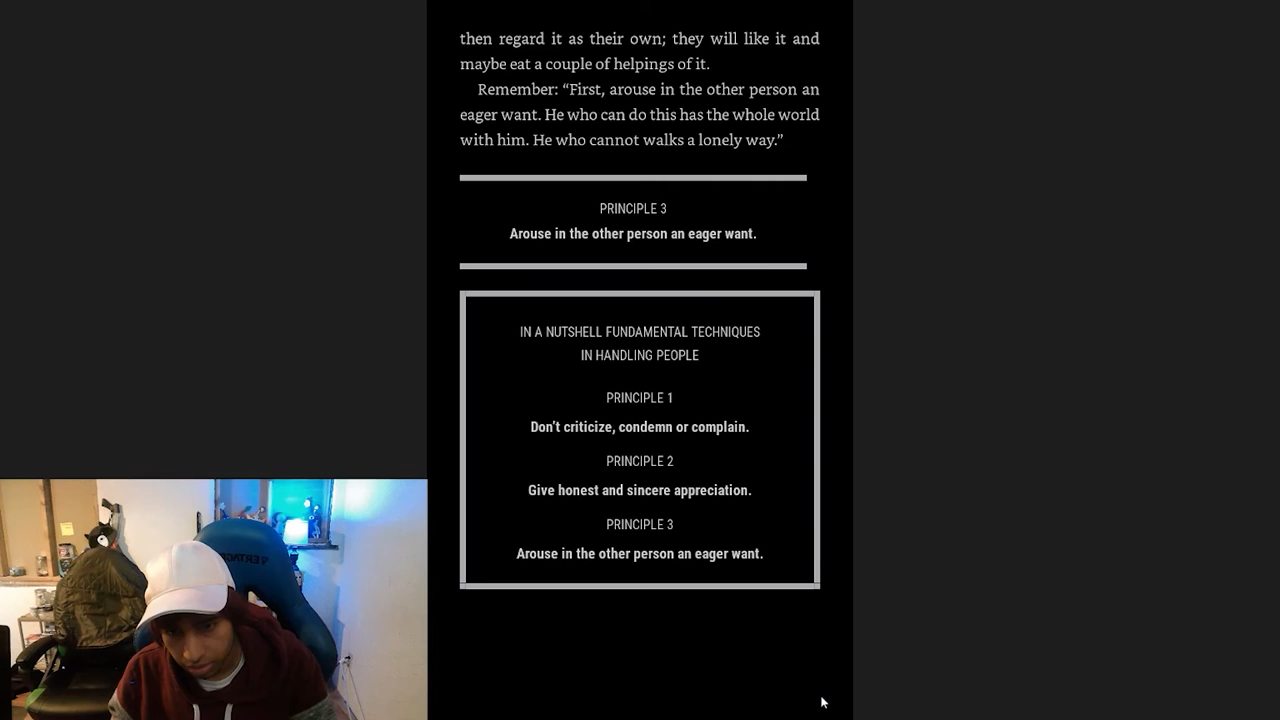 then regard it as their own; they will like it and
maybe eat a couple of helpings of it.
Remember: “First, arouse in the other person an
eager want. He who can do this has the whole world
with him. He who cannot walks a lonely way.”
PRINCIPLE 3
Arouse in the other person an eager want.
IN A NUTSHELL FUNDAMENTAL TECHNIQUES
IN HANDLING PEOPLE
PRINCIPLE 1
Don’t criticize, condemn or complain.
PRINCIPLE 2
Give honest and sincere appreciation.
PRINCIPLE 3
Arouse in the other person an eager want.